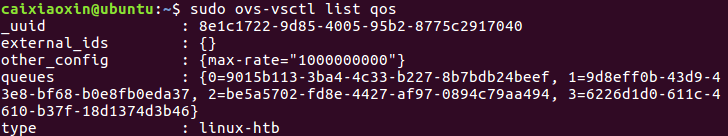 caixiaoxin@ubuntu:~$ sudo ovs-vsctl list qos
_uuid               : 8e1c1722-9d85-4005-95b2-8775c2917040
external_ids        : {}
other_config        : {max-rate="1000000000"}
queues              : {0=9015b113-3ba4-4c33-b227-8b7bdb24beef, 1=9d8eff0b-43d9-4
3e8-bf68-b0e8fb0eda37, 2=be5a5702-fd8e-4427-af97-0894c79aa494, 3=6226d1d0-611c-4
610-b37f-18d1374d3b46}
type                : linux-htb